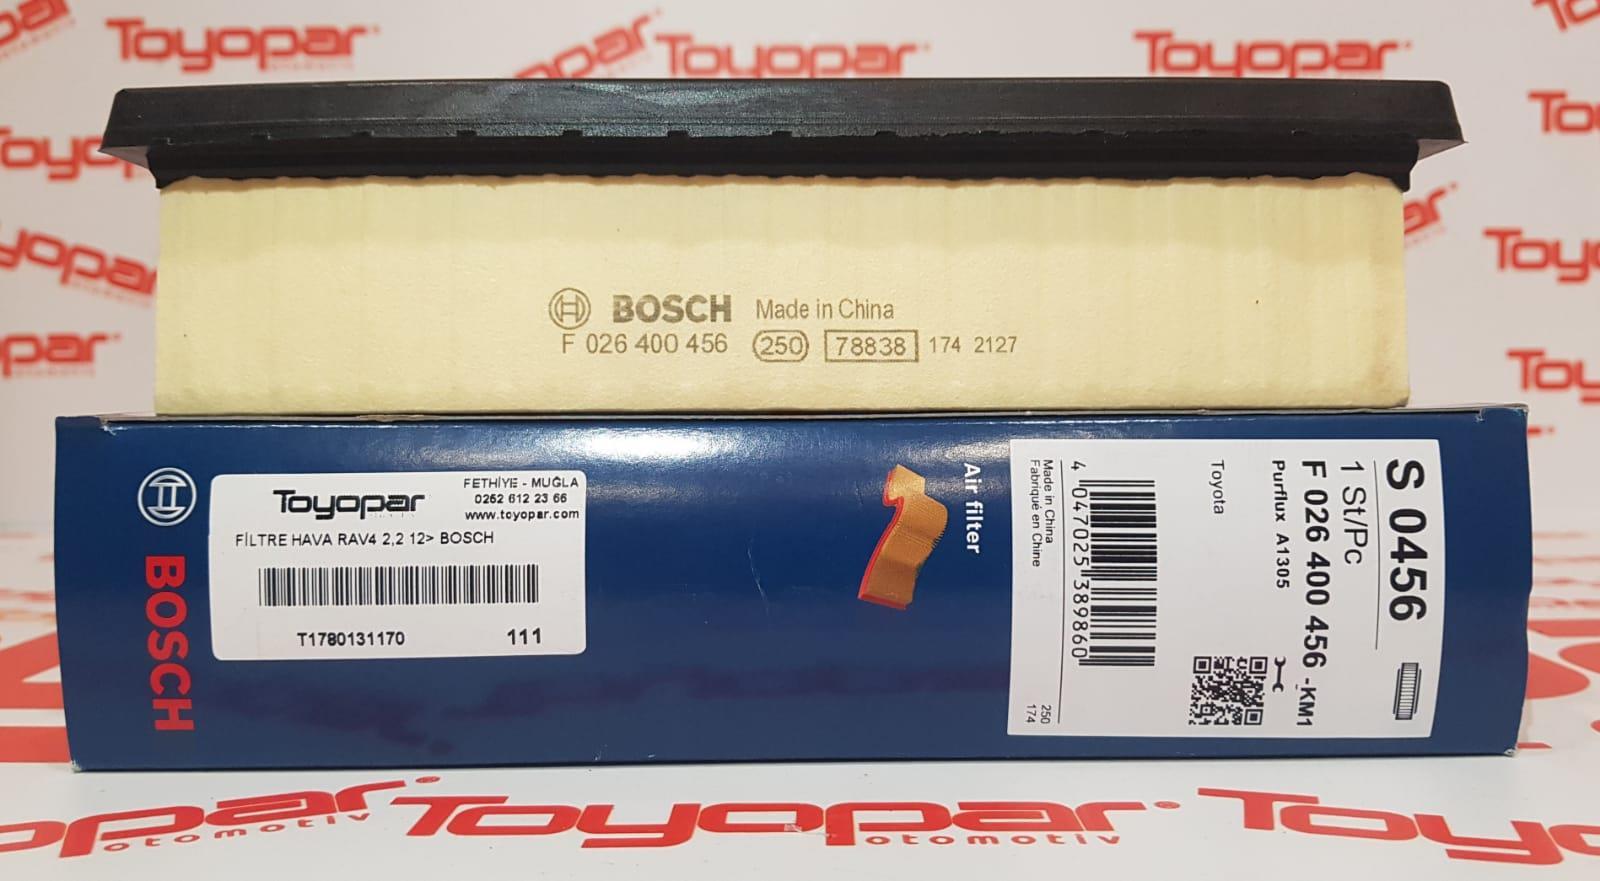 Toyopar
otomotiv
Toyopar
Toyopar
Toyopar
BOSCH Made in China
F 026 400 456 250 78838 174 2127
BOSCH
Toyopar
FETHİYE - MUĞLA
0252 612 23 66
www.toyopar.com
FİLTRE HAVA RAV4 2,2 12> BOSCH
T1780131170 111
Air filter
S 0456
1 St/Pc
F 026 400 456 -KM1
Purflux A1305
Toyota
4 047025 389860
Made in China
Fabriqué en Chine
250
174
Toyopar
otomotiv
Toyopar
otomotiv